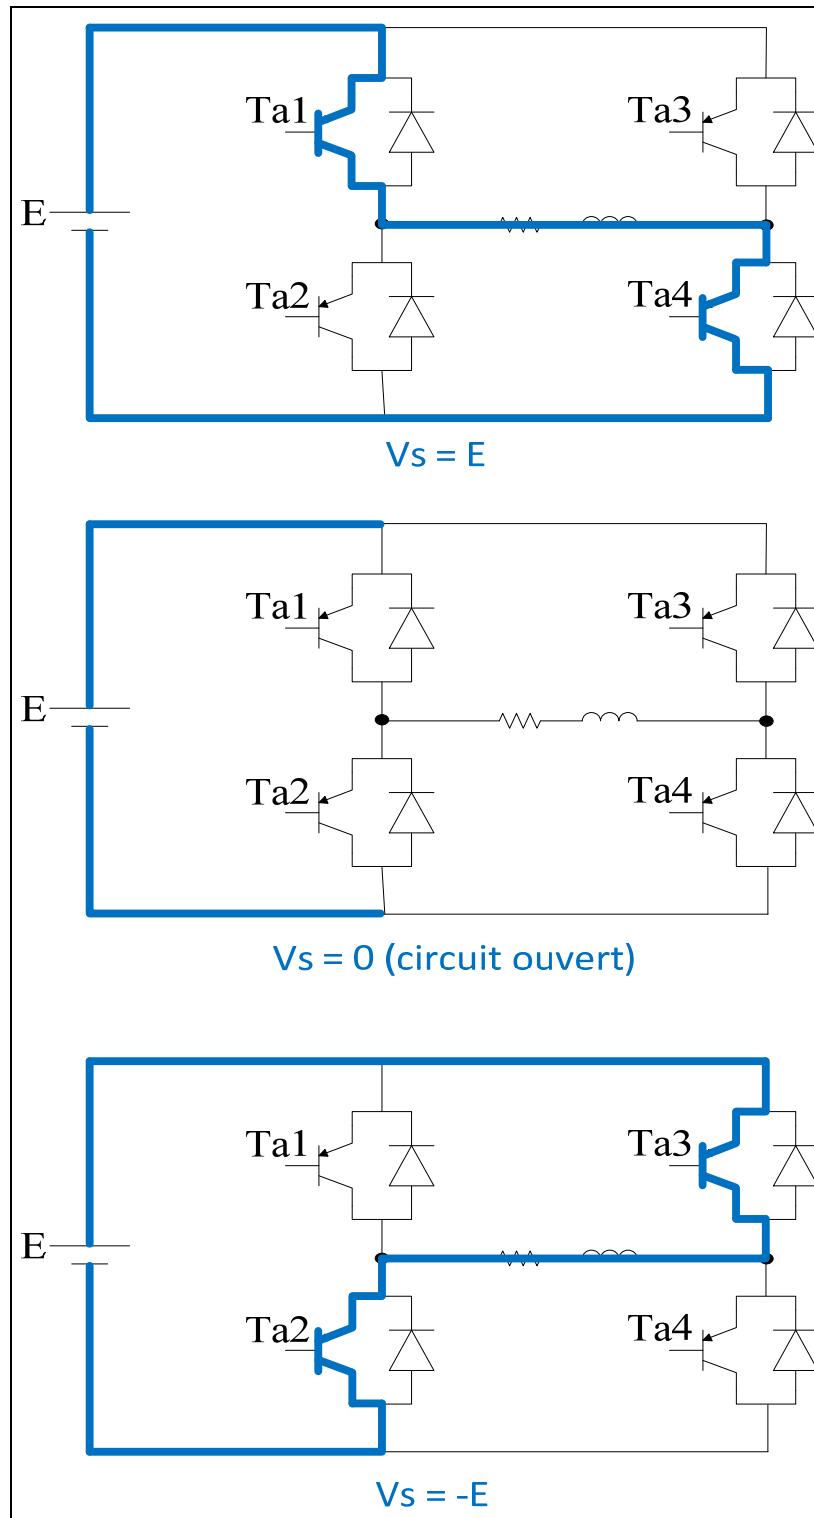 Ta1 Ta3
E
Ta2 Ta4
Vs = E
Ta1 Ta3
E
Ta2 Ta4
Vs = 0 (circuit ouvert)
Ta1 Ta3
E
Ta2 Ta4
Vs = -E